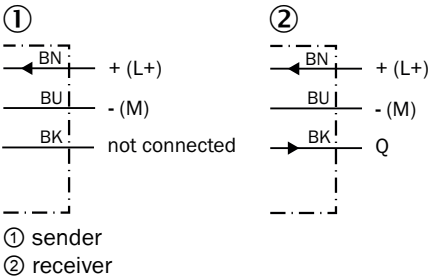 ① ②
BN + (L+) BN + (L+)
BU - (M) BU - (M)
BK not connected BK Q
① sender
② receiver